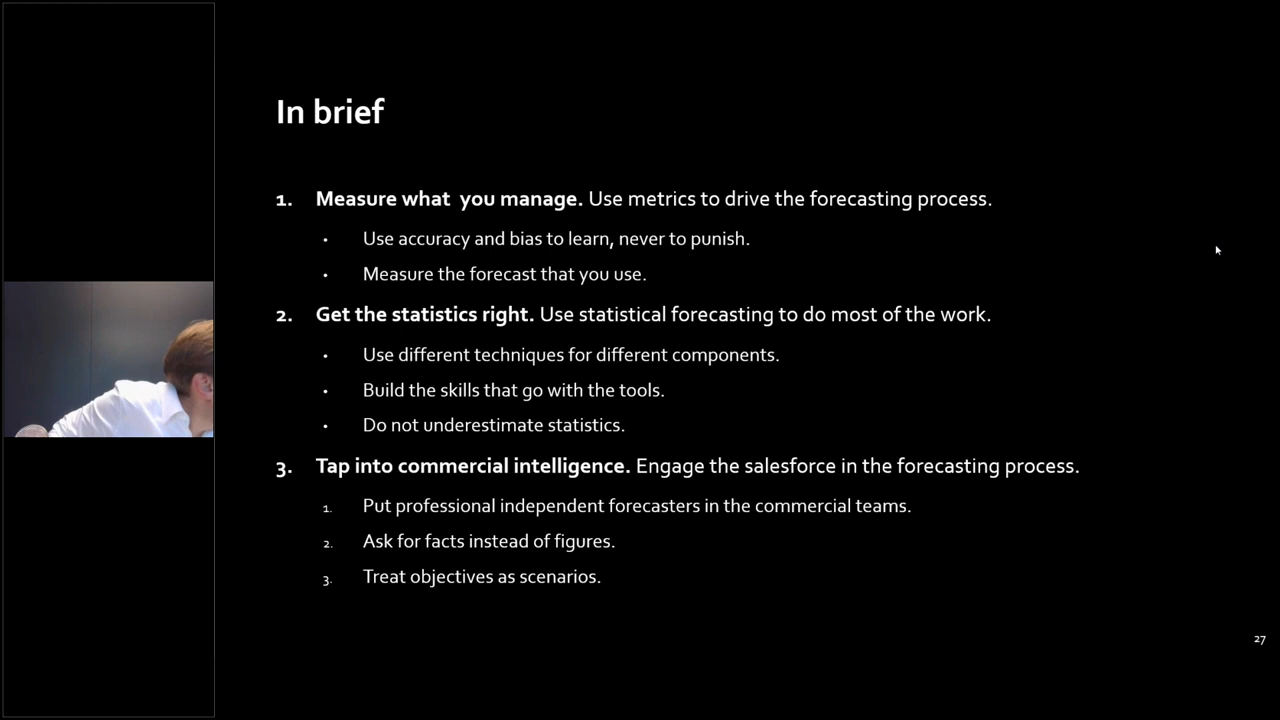 In brief
1. Measure what  you manage. Use metrics to drive the forecasting process.
• Use accuracy and bias to learn, never to punish.
• Measure the forecast that you use.
2. Get the statistics right. Use statistical forecasting to do most of the work.
• Use different techniques for different components.
• Build the skills that go with the tools.
• Do not underestimate statistics.
3. Tap into commercial intelligence. Engage the salesforce in the forecasting process.
1. Put professional independent forecasters in the commercial teams.
2. Ask for facts instead of figures.
3. Treat objectives as scenarios.
27